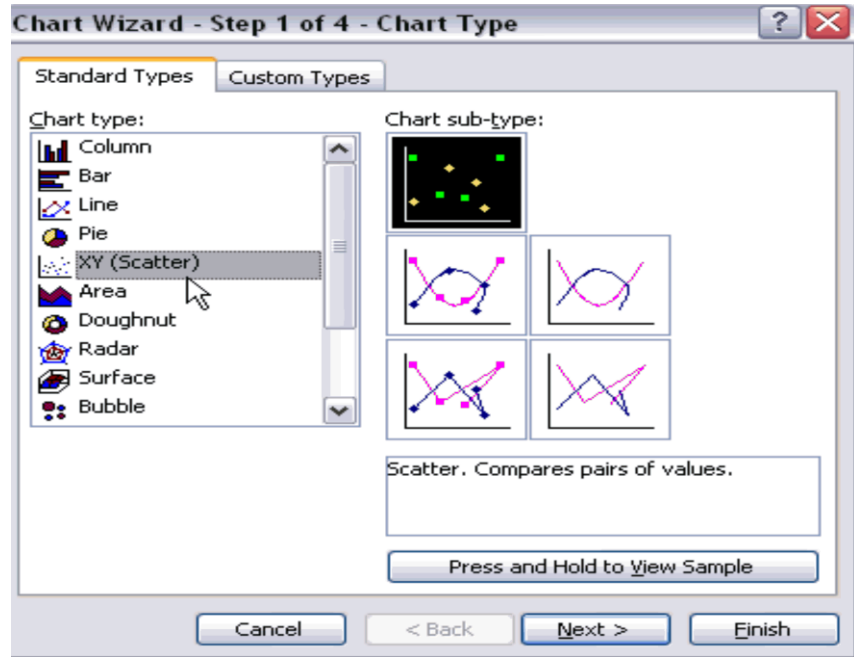 Chart Wizard - Step 1 of 4 - Chart Type
?
Standard Types
Custom Types
Chart type:
Column
Bar
Line
Pie
XY (Scatter)
Area
Doughnut
Radar
Surface
Bubble
Chart sub-type:
Scatter. Compares pairs of values.
Press and Hold to View Sample
Cancel
< Back
Next >
Finish